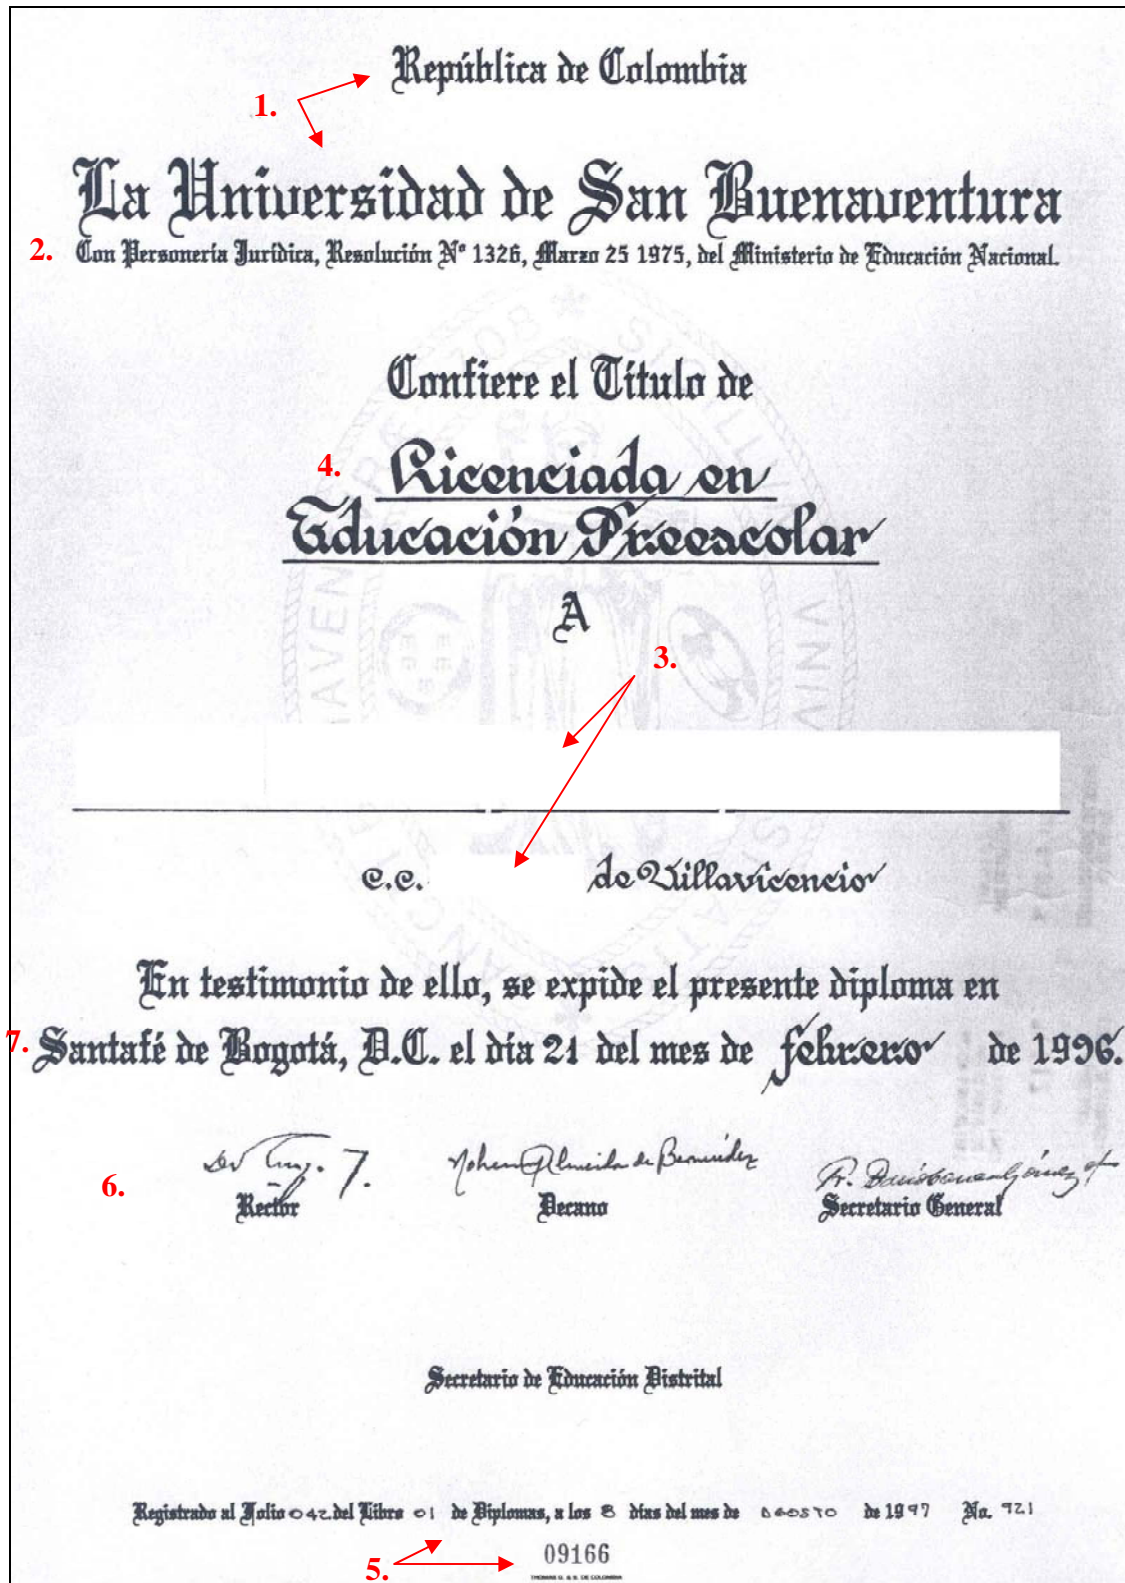 República de Colombia
1.
La Universidad de San Buenaventura
2. Con Personería Jurídica, Resolución Nº 1326, Marzo 25 1975, del Ministerio de Educación Nacional.
Confiere el Título de
4. Licenciada en
Educación Preescolar
A
3.
c.c. de Villavicencio
En testimonio de ello, se expide el presente diploma en
7. Santafé de Bogotá, D.C. el día 21 del mes de febrero de 1996.
6.
Rector Decano Secretario General
Secretario de Educación Distrital
Registrado al Folio 042 del Libro 01 de Diplomas, a los 8 días del mes de Agosto de 1997 No. 921
5. 09166
THOMAS G. & S. DE COLOMBIA